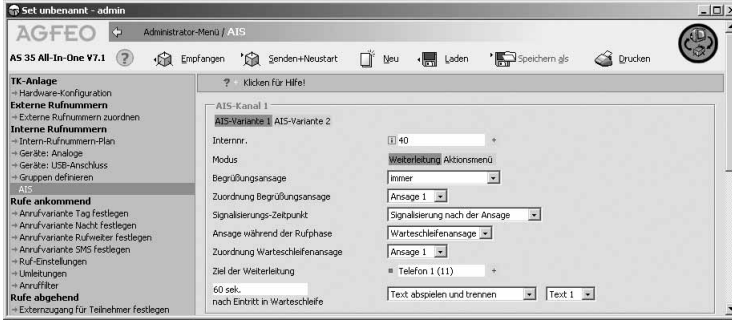 Set unbenannt - admin
AGFEO
Administrator-Menü / AIS
AS 35 All-In-One V7.1
?
Empfangen
Senden+Neustart
Neu
Laden
Speichern als
Drucken
TK-Anlage
Hardware-Konfiguration
Externe Rufnummern
Externe Rufnummern zuordnen
Interne Rufnummern
Intern-Rufnummern-Plan
Geräte: Analoge
Geräte: USB-Anschluss
Gruppen definieren
AIS
Rufe ankommend
Anrufvariante Tag festlegen
Anrufvariante Nacht festlegen
Anrufvariante Rufweiter festlegen
Anrufvariante SMS festlegen
Ruf-Einstellungen
Umleitungen
Anruffilter
Rufe abgehend
Externzugang für Teilnehmer festlegen
? Klicken für Hilfe!
AIS-Kanal 1
AIS-Variante 1 AIS-Variante 2
Internnr. i 40 +
Modus Weiterleitung Aktionsmenü
Begrüßungsansage immer
Zuordnung Begrüßungsansage Ansage 1
Signalisierungs-Zeitpunkt Signalisierung nach der Ansage
Ansage während der Rufphase Warteschleifenansage
Zuordnung Warteschleifenansage Ansage 1
Ziel der Weiterleitung Telefon 1 (11) +
60 sek. Text abspielen und trennen Text 1
nach Eintritt in Warteschleife